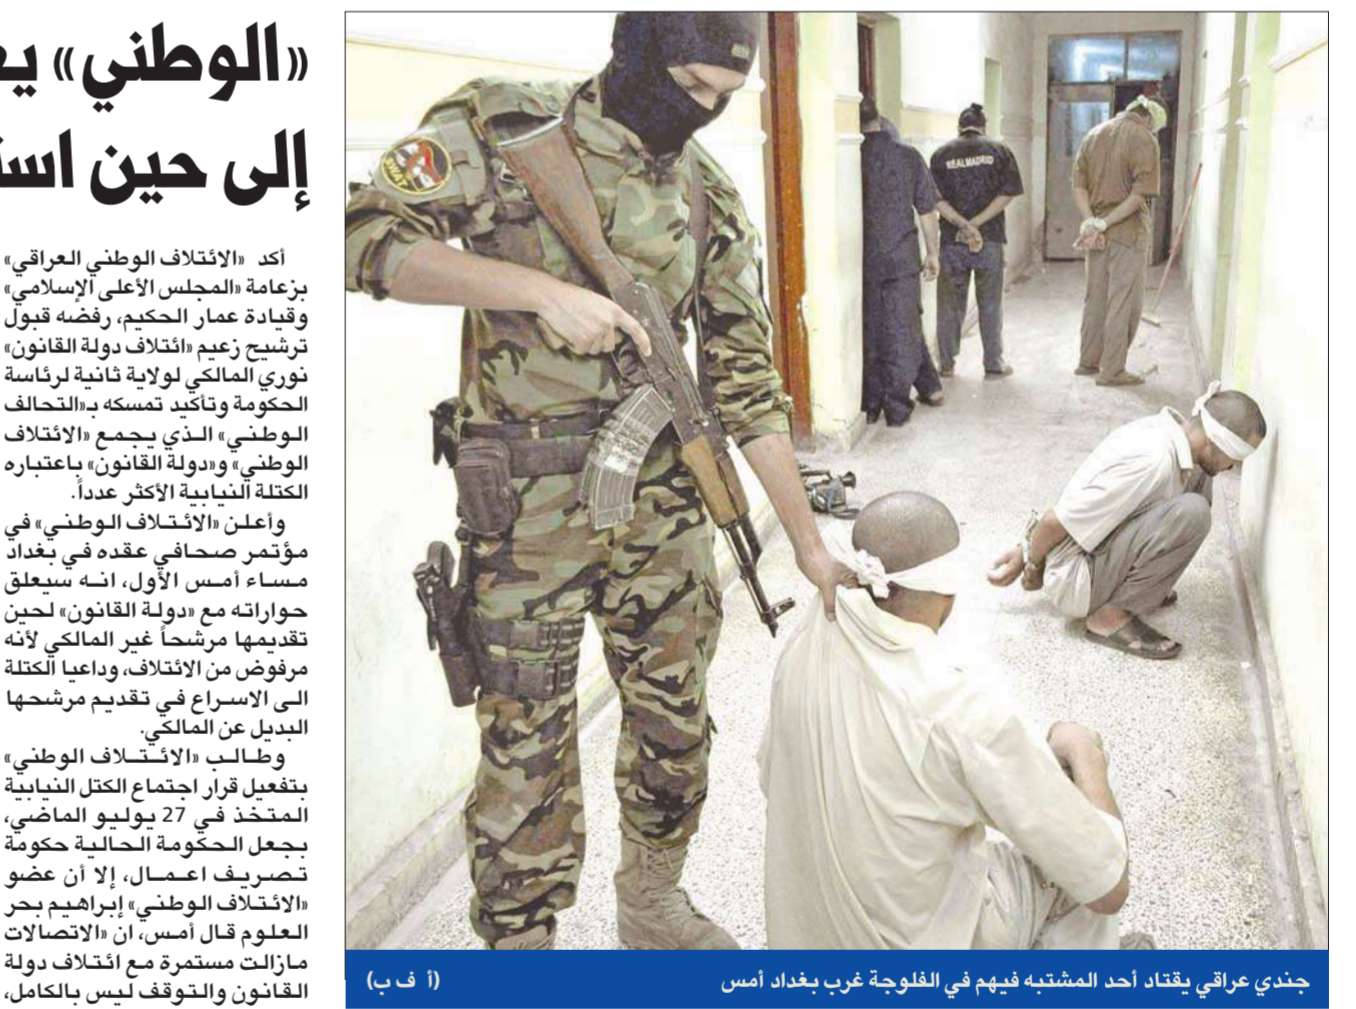 «الوطني»
إلى حين
أكد «الائتلاف الوطني العراقي»
بزعامة «المجلس الأعلى الإسلامي»
وقيادة عمار الحكيم، رفضه قبول
ترشيح زعيم «ائتلاف دولة القانون»
نوري المالكي لولاية ثانية لرئاسة
الحكومة وتأكيد تمسكه بـ«التحالف
الوطني» الذي يجمع «الائتلاف
الوطني» و«دولة القانون» باعتباره
الكتلة النيابية الأكثر عدداً.
وأعلن «الائتلاف الوطني» في
مؤتمر صحافي عقده في بغداد
مساء أمس الأول، انه سيعلق
حواراته مع «دولة القانون» لحين
تقديمها مرشحاً غير المالكي لأنه
مرفوض من الائتلاف، وداعيا الكتلة
الى الاسراع في تقديم مرشحها
البديل عن المالكي.
وطالب «الائتلاف الوطني»
بتفعيل قرار اجتماع الكتل النيابية
المتخذ في 27 يوليو الماضي،
بجعل الحكومة الحالية حكومة
تصريف اعمال، إلا أن عضو
«الائتلاف الوطني» إبراهيم بحر
العلوم قال أمس، ان «الاتصالات
مازالت مستمرة مع ائتلاف دولة
القانون والتوقف ليس بالكامل،
SWAT
REALMADRID
جندي عراقي يقتاد أحد المشتبه فيهم في الفلوجة غرب بغداد أمس (أ ف ب)